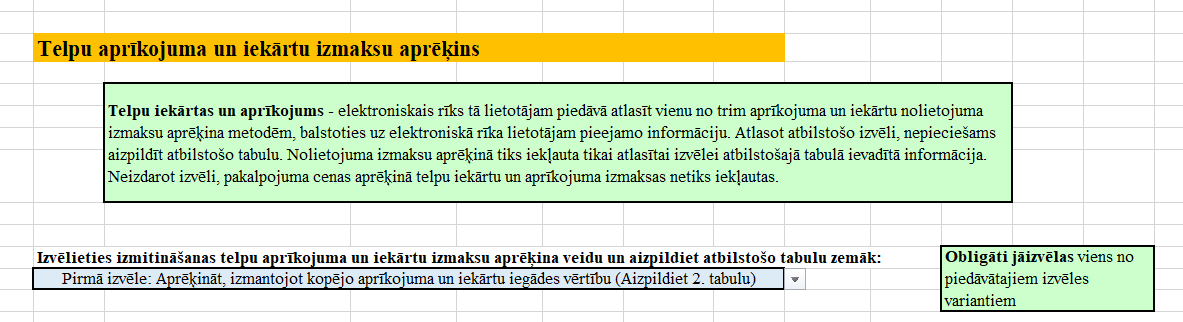 Telpu aprīkojuma un iekārtu izmaksu aprēķins
Telpu iekārtas un aprīkojums - elektroniskais rīks tā lietotājam piedāvā atlasīt vienu no trim aprīkojuma un iekārtu nolietojuma
izmaksu aprēķina metodēm, balstoties uz elektroniskā rīka lietotājam pieejamo informāciju. Atlasot atbilstošo izvēli, nepieciešams
aizpildīt atbilstošo tabulu. Nolietojuma izmaksu aprēķinā tiks iekļauta tikai atlasītai izvēlei atbilstošajā tabulā ievadītā informācija.
Neizdarot izvēli, pakalpojuma cenas aprēķinā telpu iekārtu un aprīkojuma izmaksas netiks iekļautas.
Izvēlieties izmitināšanas telpu aprīkojuma un iekārtu izmaksu aprēķina veidu un aizpildiet atbilstošo tabulu zemāk:
Pirmā izvēle: Aprēķināt, izmantojot kopējo aprīkojuma un iekārtu iegādes vērtību (Aizpildiet 2. tabulu)
Obligāti jāizvēlas viens no
piedāvātajiem izvēles
variantiem